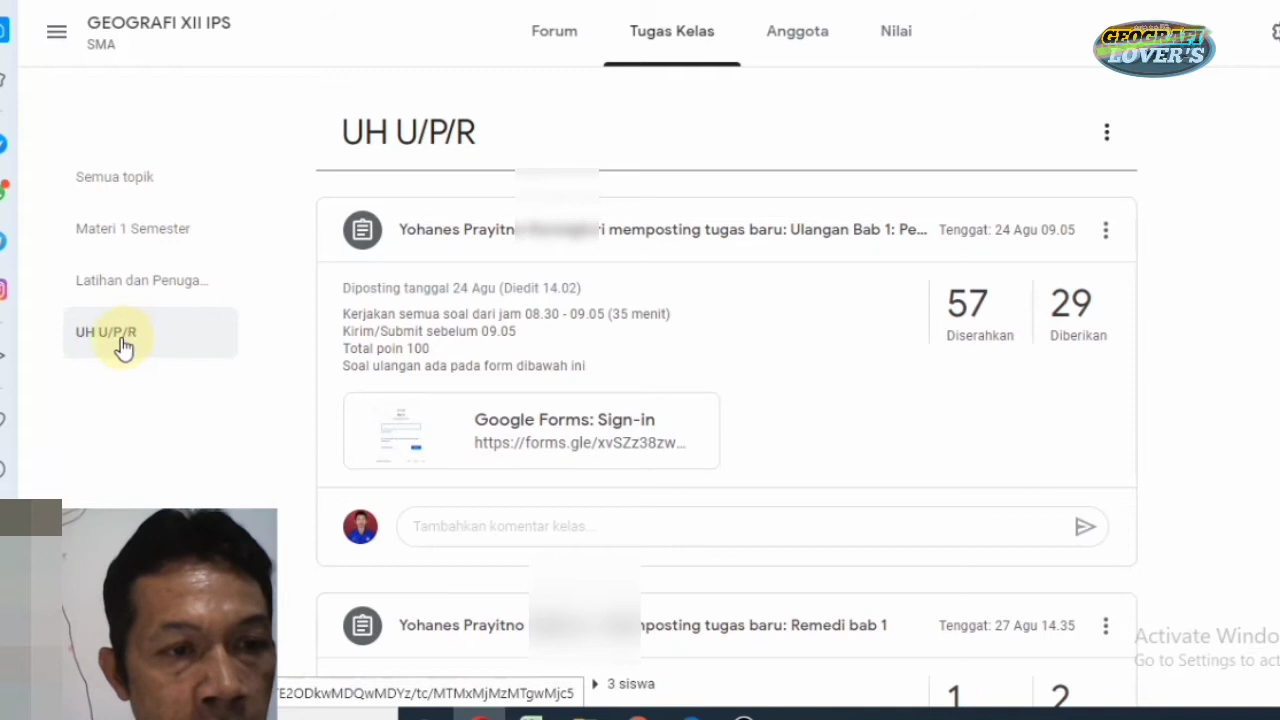 GEOGRAFI XII IPS
SMA
Forum
Tugas Kelas
Anggota
Nilai
GEOGRAFI
LOVER'S
UH U/P/R
Semua topik
Materi 1 Semester
Latihan dan Penuga...
UH U/P/R
Yohanes Prayitn
i memposting tugas baru: Ulangan Bab 1: Pe...
Tenggat: 24 Agu 09.05
Diposting tanggal 24 Agu (Diedit 14.02)
Kerjakan semua soal dari jam 08.30 - 09.05 (35 menit)
Kirim/Submit sebelum 09.05
Total poin 100
Soal ulangan ada pada form dibawah ini
57
Diserahkan
29
Diberikan
Google Forms: Sign-in
https://forms.gle/xvSZz38zw...
Tambahkan komentar kelas...
Yohanes Prayitno
posting tugas baru: Remedi bab 1
Tenggat: 27 Agu 14.35
Activate Windo
Go to Settings to act
E2ODkwMDQwMDYz/tc/MTMxMjMzMTgwMjc5
3 siswa
1
2